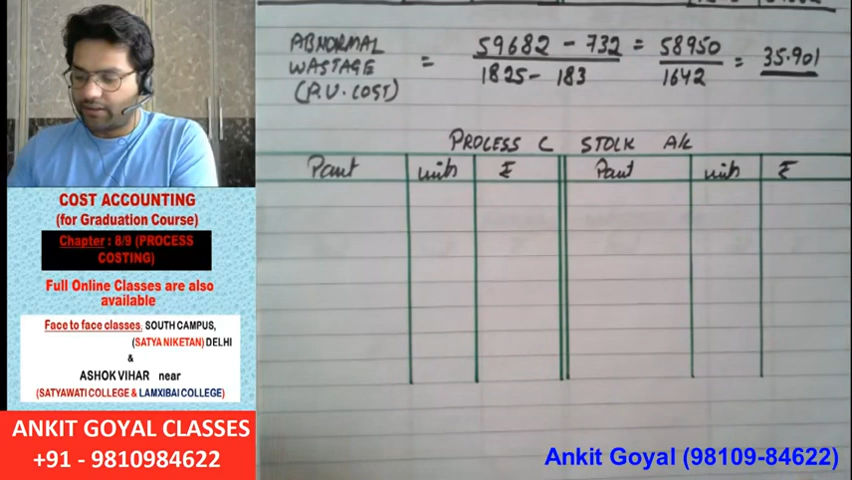 ABNORMAL
WASTAGE
(P.U. COST)
= 59682 - 732 = 58950 = 35.901
1825 - 183 1642
PROCESS C STOCK A/c
Part units ₹ Part units ₹
COST ACCOUNTING
(for Graduation Course)
Chapter : 8/9 (PROCESS
COSTING)
Full Online Classes are also
available
Face to face classes, SOUTH CAMPUS,
(SATYA NIKETAN) DELHI
&
ASHOK VIHAR near
(SATYAWATI COLLEGE & LAMXIBAI COLLEGE)
ANKIT GOYAL CLASSES
+91 - 9810984622
Ankit Goyal (98109-84622)